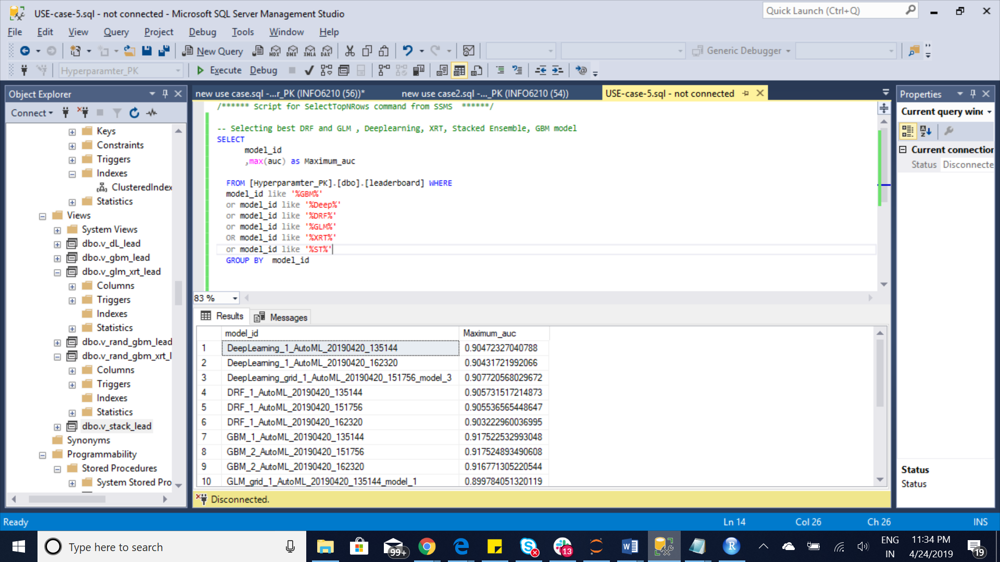 USE-case-5.sql - not connected - Microsoft SQL Server Management Studio
Quick Launch (Ctrl+Q)
File Edit View Query Project Debug Tools Window Help
New Query MDX DMX XMLA DAX Generic Debugger
Hyperparamter_PK Execute Debug
Object Explorer
Connect
Keys
Constraints
Triggers
Indexes
ClusteredIndex
Statistics
Views
System Views
dbo.v_dL_lead
dbo.v_gbm_lead
dbo.v_glm_xrt_lead
Columns
Triggers
Indexes
Statistics
dbo.v_rand_gbm_lead
dbo.v_rand_gbm_xrt_l
Columns
Triggers
Indexes
Statistics
dbo.v_stack_lead
Synonyms
Programmability
Stored Procedures
System Stored Pro
new use case.sql -...r_PK (INFO6210 (56))* new use case2.sql -..._PK (INFO6210 (54)) USE-case-5.sql - not connected
/****** Script for SelectTopNRows command from SSMS ******/
-- Selecting best DRF and GLM , Deeplearning, XRT, Stacked Ensemble, GBM model
SELECT
model_id
,max(auc) as Maximum_auc
FROM [Hyperparamter_PK].[dbo].[leaderboard] WHERE
model_id like '%GBM%'
or model_id like '%Deep%'
or model_id like '%DRF%'
or model_id like '%GLM%'
OR model_id like '%XRT%'
or model_id like '%ST%'
GROUP BY model_id
83 %
Results Messages
model_id Maximum_auc
1 DeepLearning_1_AutoML_20190420_135144 0.90472327040788
2 DeepLearning_1_AutoML_20190420_162320 0.90431721992066
3 DeepLearning_grid_1_AutoML_20190420_151756_model_3 0.907720568029672
4 DRF_1_AutoML_20190420_135144 0.905731517214873
5 DRF_1_AutoML_20190420_151756 0.905536565448647
6 DRF_1_AutoML_20190420_162320 0.903222960036995
7 GBM_1_AutoML_20190420_135144 0.917522532993048
8 GBM_2_AutoML_20190420_151756 0.917524893490608
9 GBM_2_AutoML_20190420_162320 0.916771305220544
10 GLM_grid_1_AutoML_20190420_135144_model_1 0.899784051320119
Disconnected.
Properties
Current query wind
Current connection
Status Disconnecte
Status
Status
Ready Ln 14 Col 26 Ch 26 INS
Type here to search
99+
13
ENG
IN
11:34 PM
4/24/2019
19